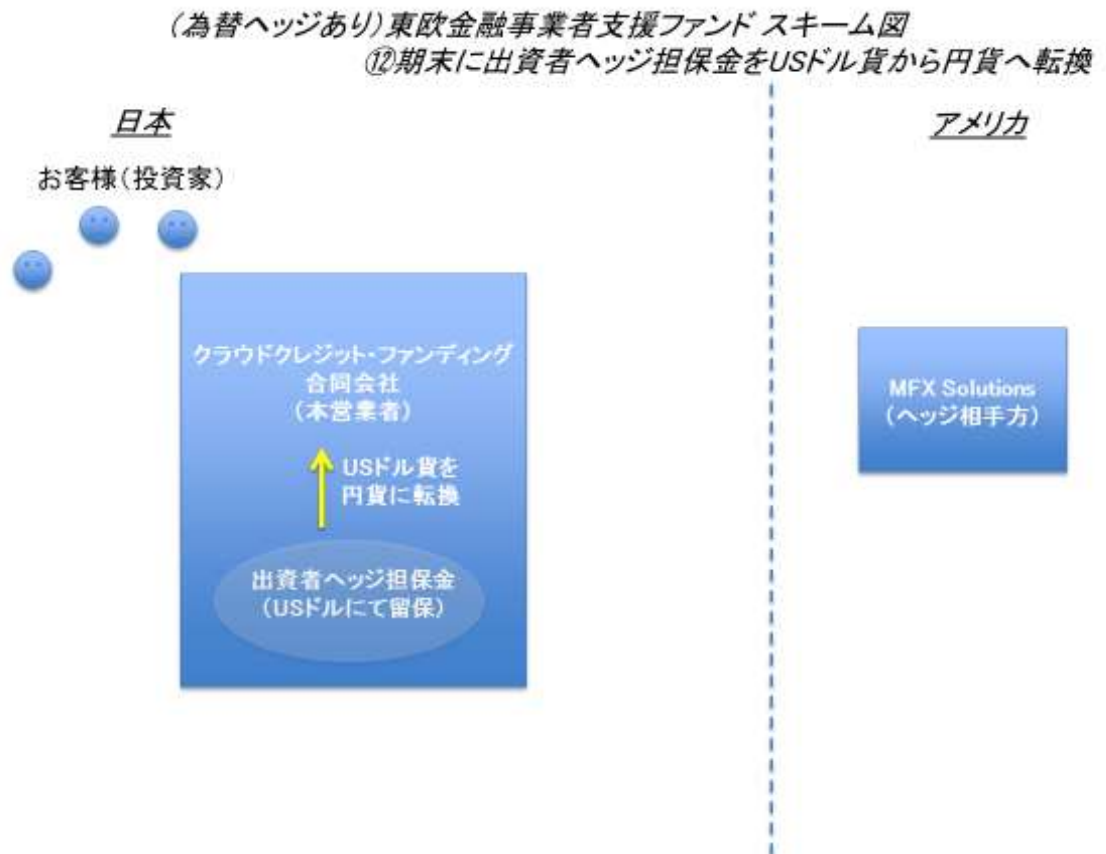 （為替ヘッジあり）東欧金融事業者支援ファンド スキーム図
⑫期末に出資者ヘッジ担保金をUSドル貨から円貨へ転換
日本
アメリカ
お客様（投資家）
クラウドクレジット・ファンディング
合同会社
（本営業者）
USドル貨を
円貨に転換
出資者ヘッジ担保金
（USドルにて留保）
MFX Solutions
（ヘッジ相手方）